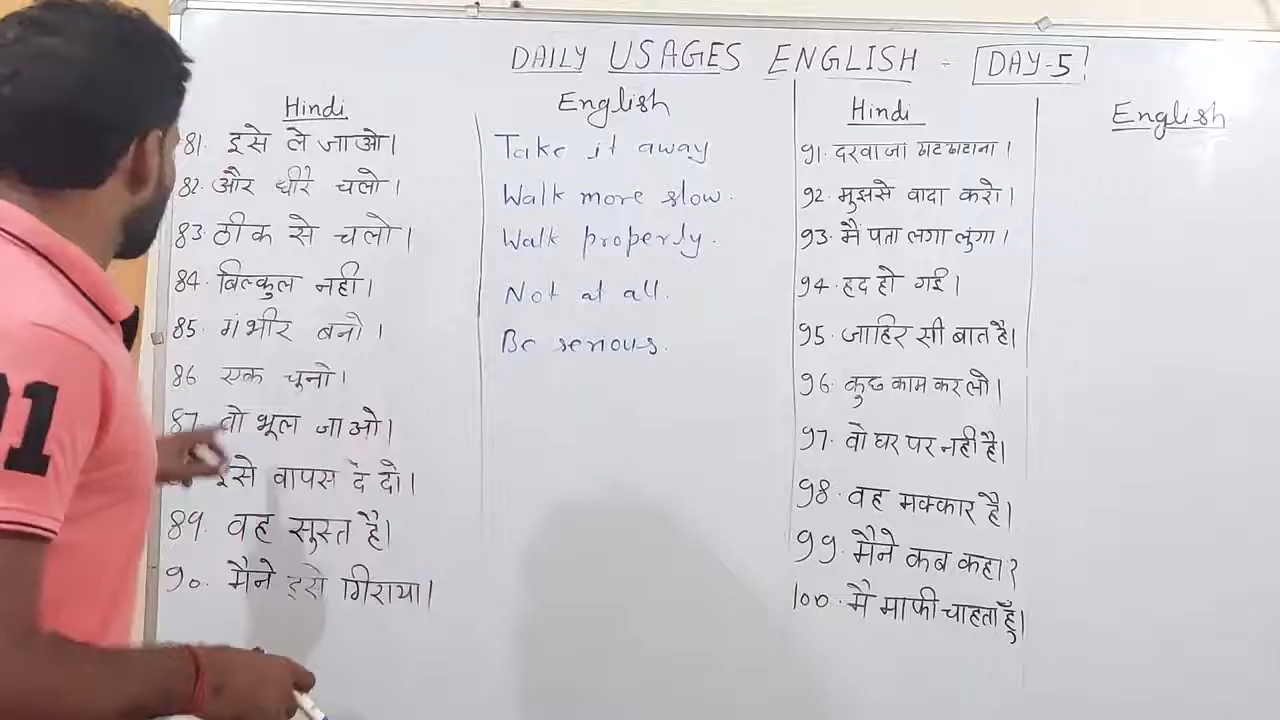 DAILY USAGES ENGLISH - DAY-5
Hindi
81. इसे ले जाओ।
82. और धीरे चलो।
83. ठीक से चलो।
84. बिल्कुल नही।
85. गंभीर बनो।
86 एक चुनो।
87. तो भूल जाओ।
इसे वापस दे दो।
89. वह सुस्त है।
90. मैने इसे गिराया।
English
Take it away
Walk more slow.
Walk properly.
Not at all.
Be serious.
Hindi
91. दरवाजा खटखटाना।
92. मुझसे वादा करो।
93. मै पता लगा लुंगा।
94. हद हो गई।
95. जाहिर सी बात है।
96. कुछ काम कर लो।
97. वो घर पर नही है।
98. वह मक्कार है।
99. मैने कब कहा?
100. मै माफी चाहता हूँ।
English
91